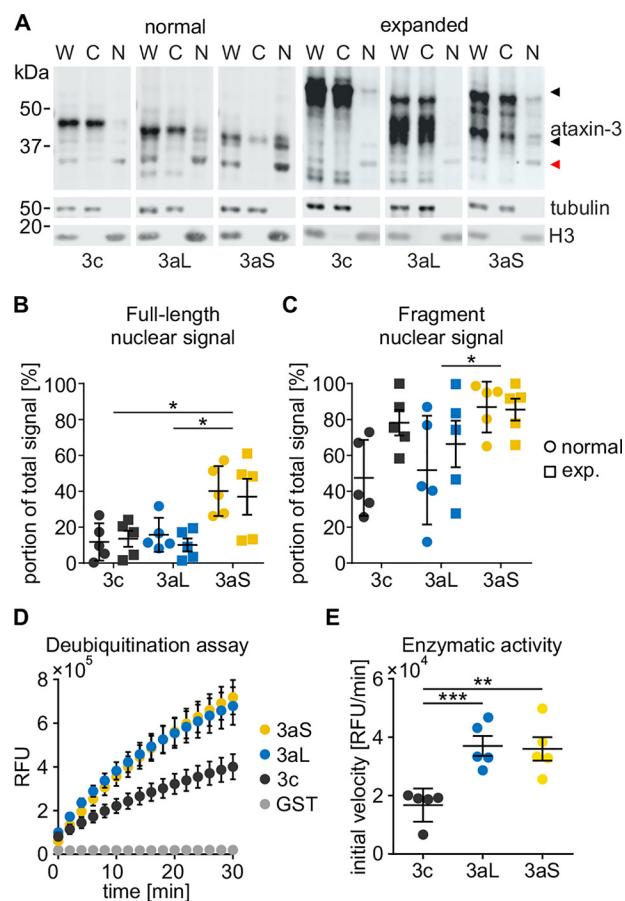 A
normal
expanded
W C N W C N W C N W C N W C N W C N
kDa
50
37
ataxin-3
50
tubulin
20
H3
3c 3aL 3aS 3c 3aL 3aS
B
Full-length
nuclear signal
portion of total signal [%]
100
80
60
40
20
0
*
*
3c 3aL 3aS
C
Fragment
nuclear signal
portion of total signal [%]
100
80
60
40
20
0
*
3c 3aL 3aS
normal
exp.
D
Deubiquitination assay
×10⁵
RFU
8
6
4
2
0
0 10 20 30
time [min]
3aS
3aL
3c
GST
E
Enzymatic activity
×10⁴
initial velocity [RFU/min]
6
4
2
0
**
***
3c 3aL 3aS